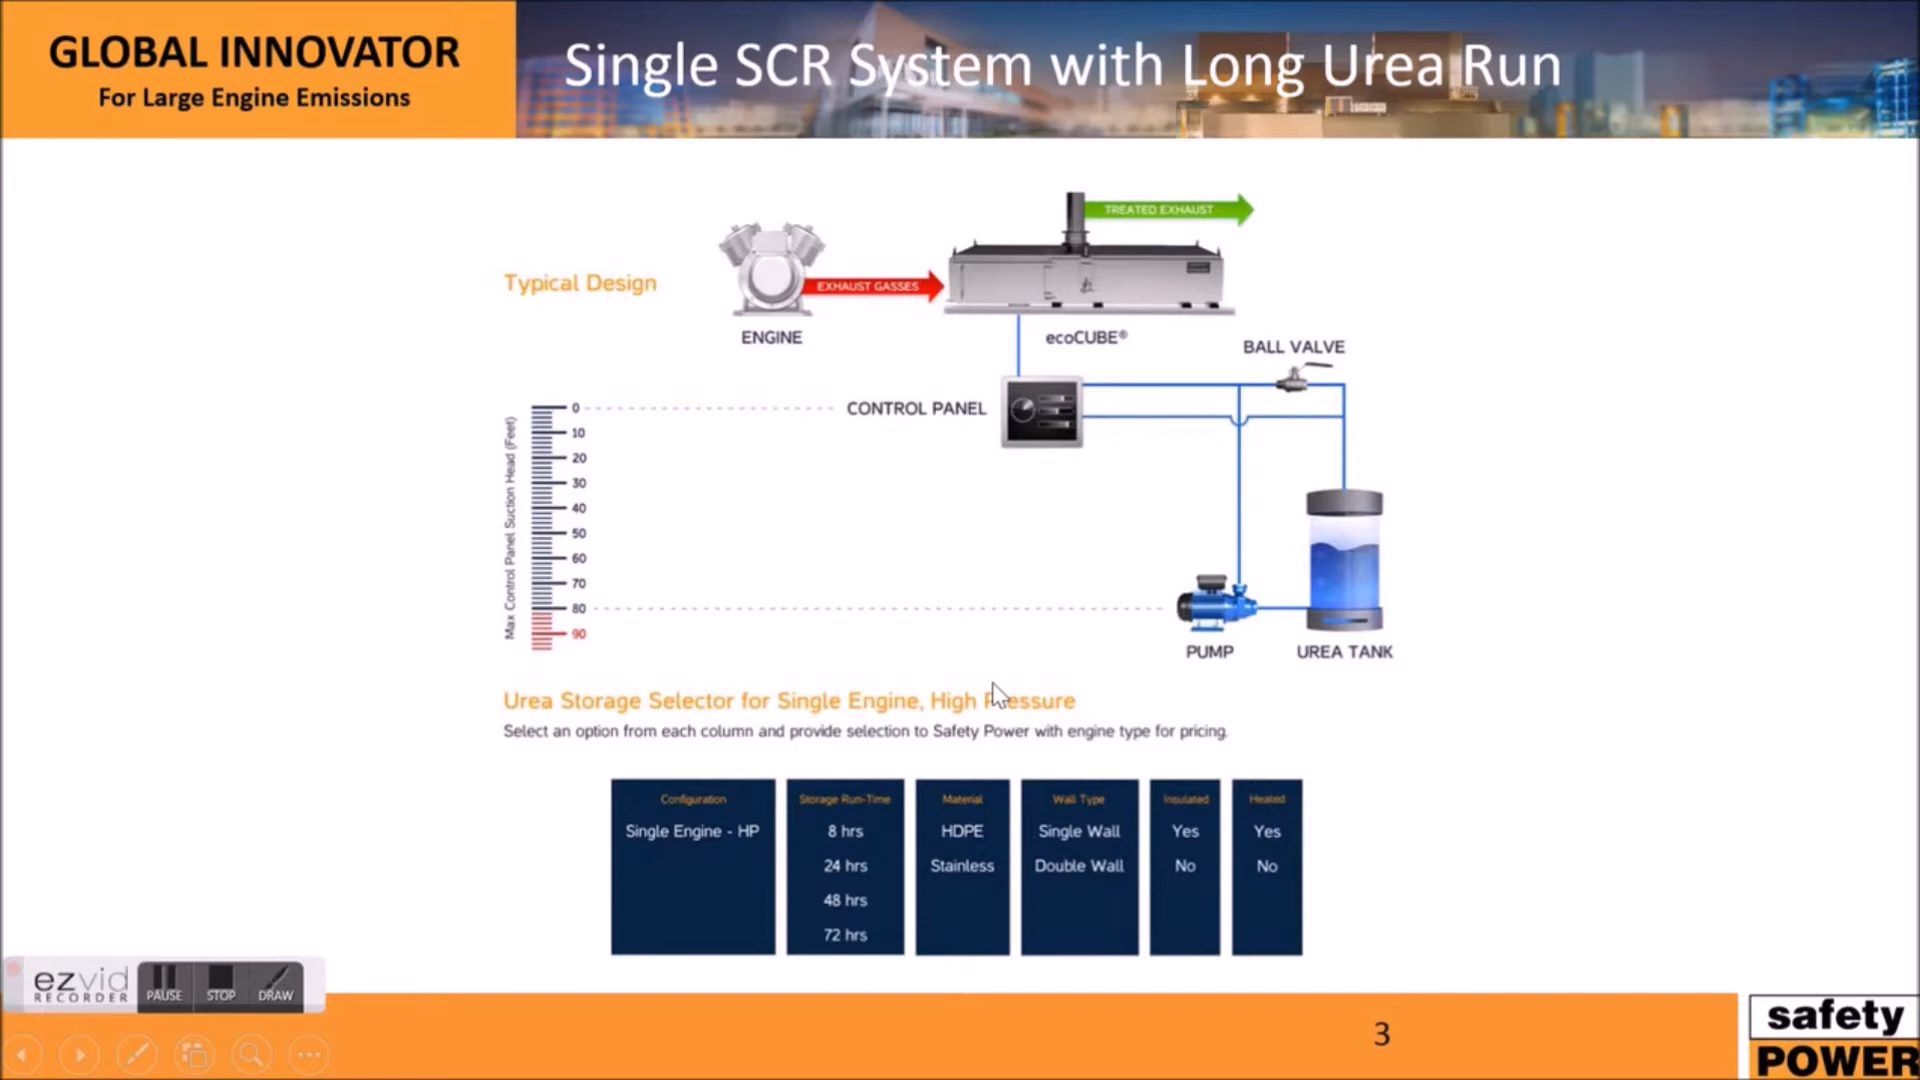 GLOBAL INNOVATOR
For Large Engine Emissions
Single SCR System with Long Urea Run
TREATED EXHAUST
Typical Design
EXHAUST GASSES
ENGINE
ecoCUBE®
BALL VALVE
CONTROL PANEL
Max Control Panel Suction Head (Feet)
0
10
20
30
40
50
60
70
80
90
PUMP
UREA TANK
Urea Storage Selector for Single Engine, High Pressure
Select an option from each column and provide selection to Safety Power with engine type for pricing.
Configuration
Single Engine - HP
Storage Run-Time
8 hrs
24 hrs
48 hrs
72 hrs
Material
HDPE
Stainless
Wall Type
Single Wall
Double Wall
Insulated
Yes
No
Heated
Yes
No
ezvid
RECORDER
PAUSE
STOP
DRAW
3
safety
POWER